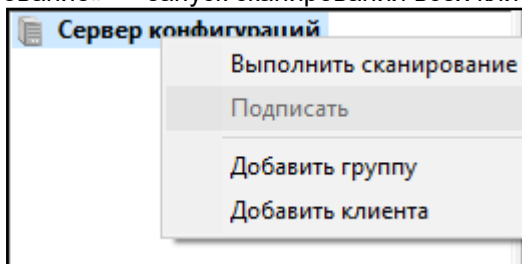 Сервер конфигураций
Выполнить сканирование
Подписать
Добавить группу
Добавить клиента